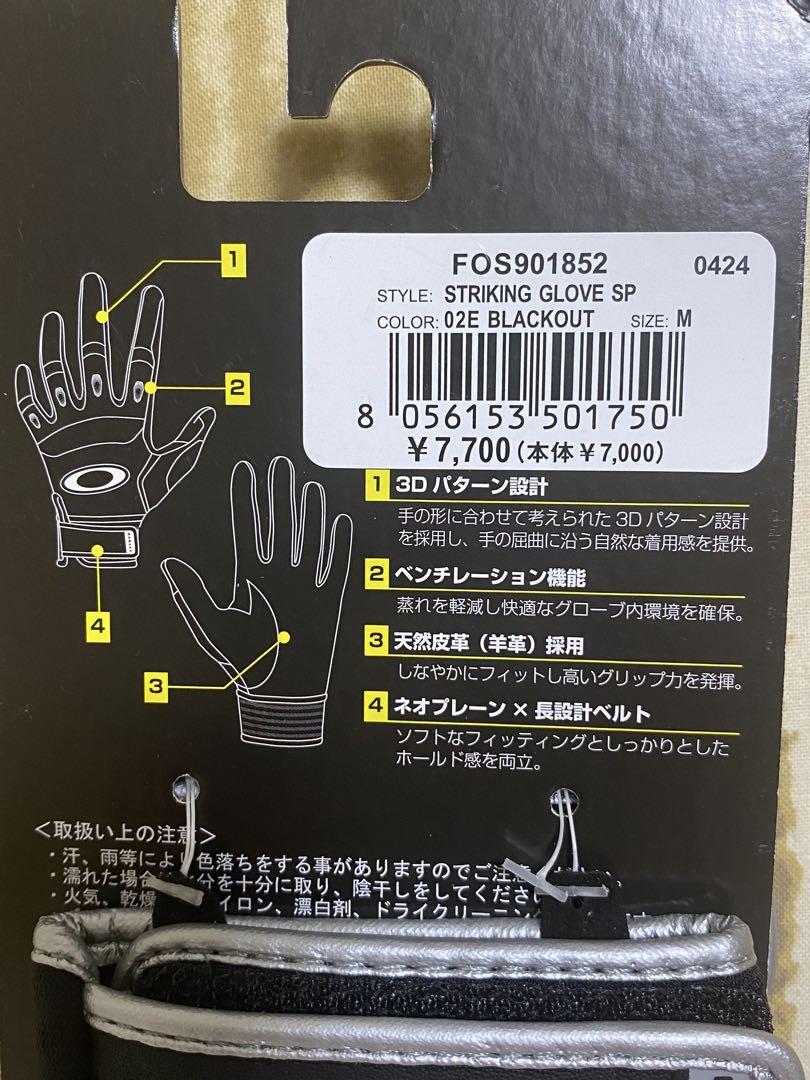 FOS901852 0424
STYLE: STRIKING GLOVE SP
COLOR: 02E BLACKOUT SIZE: M
8 056153 501750
¥7,700(本体¥7,000)
1
2
4
3
1 3Dパターン設計
手の形に合わせて考えられた3Dパターン設計
を採用し、手の屈曲に沿う自然な着用感を提供。
2 ベンチレーション機能
蒸れを軽減し快適なグローブ内環境を確保。
3 天然皮革（羊革）採用
しなやかにフィットし高いグリップ力を発揮。
4 ネオプレーン×長設計ベルト
ソフトなフィッティングとしっかりとした
ホールド感を両立。
＜取扱い上の注意＞
・汗、雨等により色落ちをする事がありますのでご注意
・濡れた場合 分を十分に取り、陰干しをしてくださ
・火気、乾燥 イロン、漂白剤、ドライクリーニン